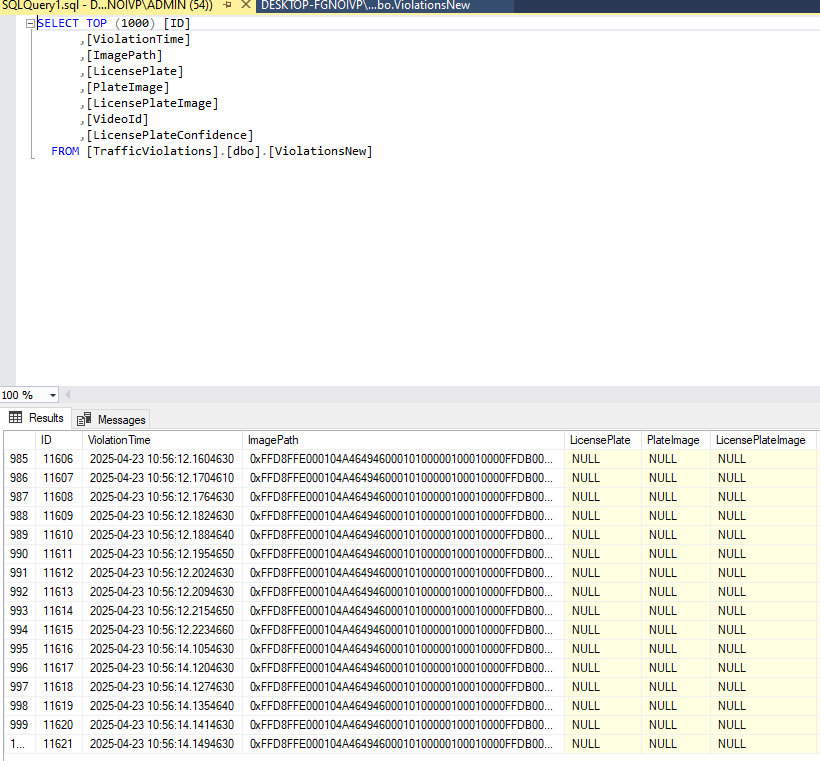 SQLQuery1.sql - D...NOIVP\ADMIN (54)) DESKTOP-FGNOIVP\...bo.ViolationsNew
SELECT TOP (1000) [ID]
,[ViolationTime]
,[ImagePath]
,[LicensePlate]
,[PlateImage]
,[LicensePlateImage]
,[VideoId]
,[LicensePlateConfidence]
FROM [TrafficViolations].[dbo].[ViolationsNew]
100 %
Results Messages
ID ViolationTime ImagePath LicensePlate PlateImage LicensePlateImage
985 11606 2025-04-23 10:56:12.1604630 0xFFD8FFE000104A46494600010100000100010000FFDB00... NULL NULL NULL
986 11607 2025-04-23 10:56:12.1704610 0xFFD8FFE000104A46494600010100000100010000FFDB00... NULL NULL NULL
987 11608 2025-04-23 10:56:12.1764630 0xFFD8FFE000104A46494600010100000100010000FFDB00... NULL NULL NULL
988 11609 2025-04-23 10:56:12.1824630 0xFFD8FFE000104A46494600010100000100010000FFDB00... NULL NULL NULL
989 11610 2025-04-23 10:56:12.1884640 0xFFD8FFE000104A46494600010100000100010000FFDB00... NULL NULL NULL
990 11611 2025-04-23 10:56:12.1954650 0xFFD8FFE000104A46494600010100000100010000FFDB00... NULL NULL NULL
991 11612 2025-04-23 10:56:12.2024630 0xFFD8FFE000104A46494600010100000100010000FFDB00... NULL NULL NULL
992 11613 2025-04-23 10:56:12.2094630 0xFFD8FFE000104A46494600010100000100010000FFDB00... NULL NULL NULL
993 11614 2025-04-23 10:56:12.2154650 0xFFD8FFE000104A46494600010100000100010000FFDB00... NULL NULL NULL
994 11615 2025-04-23 10:56:12.2234660 0xFFD8FFE000104A46494600010100000100010000FFDB00... NULL NULL NULL
995 11616 2025-04-23 10:56:14.1054630 0xFFD8FFE000104A46494600010100000100010000FFDB00... NULL NULL NULL
996 11617 2025-04-23 10:56:14.1204630 0xFFD8FFE000104A46494600010100000100010000FFDB00... NULL NULL NULL
997 11618 2025-04-23 10:56:14.1274630 0xFFD8FFE000104A46494600010100000100010000FFDB00... NULL NULL NULL
998 11619 2025-04-23 10:56:14.1354640 0xFFD8FFE000104A46494600010100000100010000FFDB00... NULL NULL NULL
999 11620 2025-04-23 10:56:14.1414630 0xFFD8FFE000104A46494600010100000100010000FFDB00... NULL NULL NULL
1... 11621 2025-04-23 10:56:14.1494630 0xFFD8FFE000104A46494600010100000100010000FFDB00... NULL NULL NULL